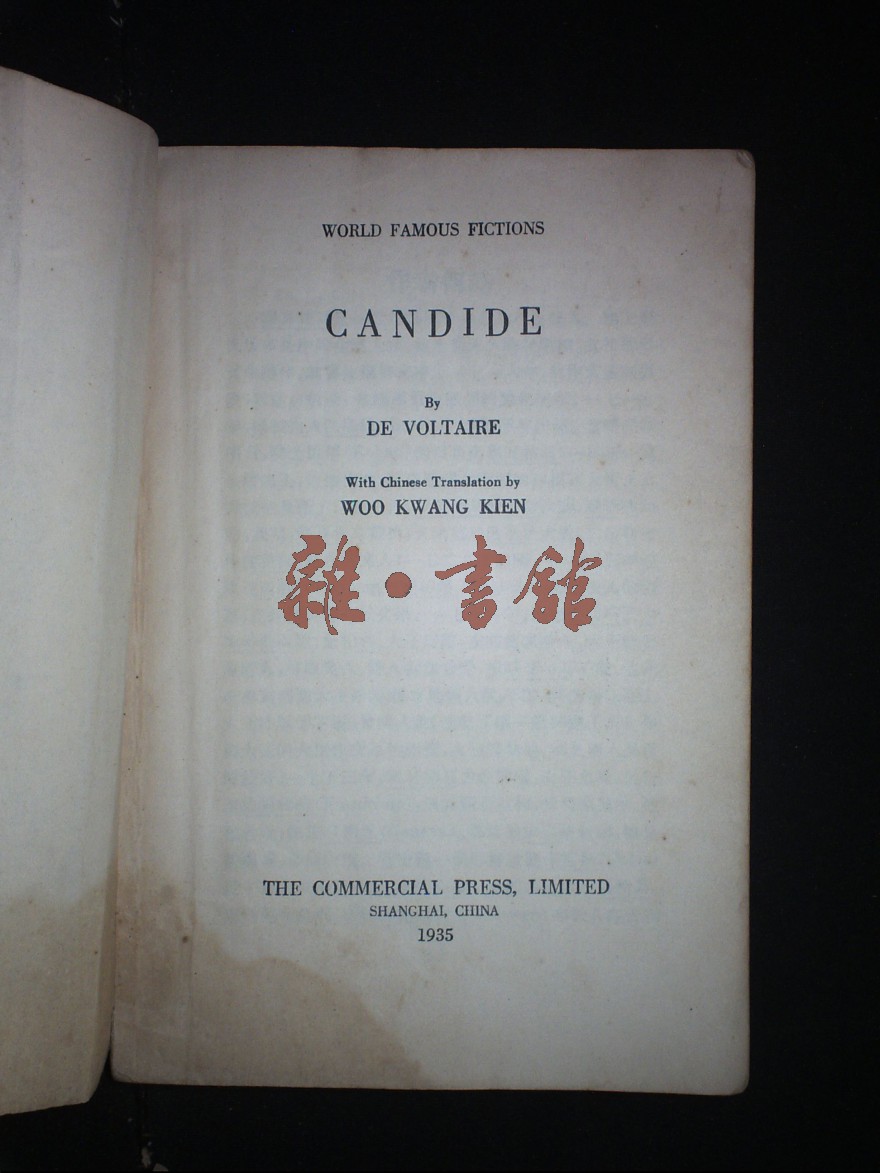 WORLD FAMOUS FICTIONS
CANDIDE
By
DE VOLTAIRE
With Chinese Translation by
WOO KWANG KIEN
雜·書館
THE COMMERCIAL PRESS, LIMITED
SHANGHAI, CHINA
1935